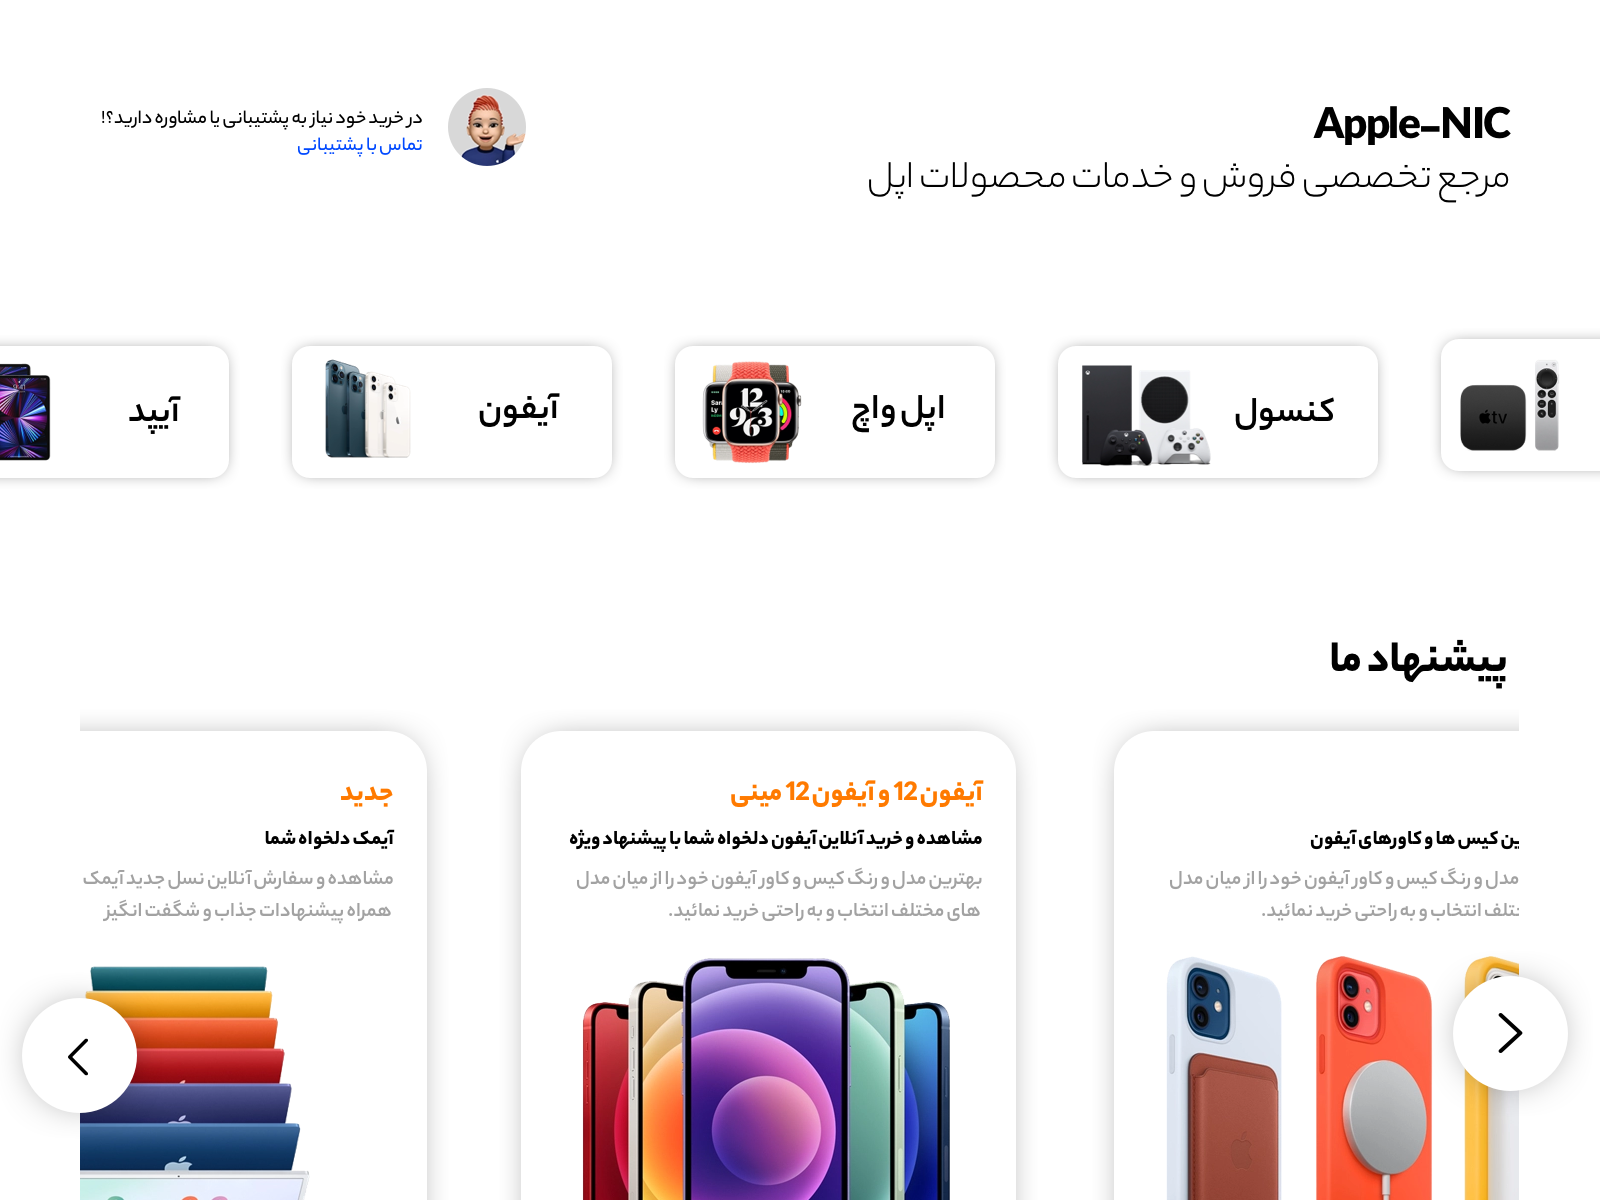 Apple-NIC
مرجع تخصصی فروش و خدمات محصولات اپل
در خرید خود نیاز به پشتیبانی یا مشاوره دارید؟!
تماس با پشتیبانی
tv
کنسول
اپل واچ
آیفون
آیپد
پیشنهاد ما
کیس ها و کاورهای آیفون
مدل و رنگ کیس و کاور آیفون خود را از میان مدل
انتخاب و به راحتی خرید نمائید.
آیفون 12 و آیفون 12 مینی
مشاهده و خرید آنلاین آیفون دلخواه شما با پیشنهاد ویژه
بهترین مدل و رنگ کیس و کاور آیفون خود را از میان مدل
های مختلف انتخاب و به راحتی خرید نمائید.
جدید
آیمک دلخواه شما
مشاهده و سفارش آنلاین نسل جدید آیمک
همراه پیشنهادات جذاب و شگفت انگیز